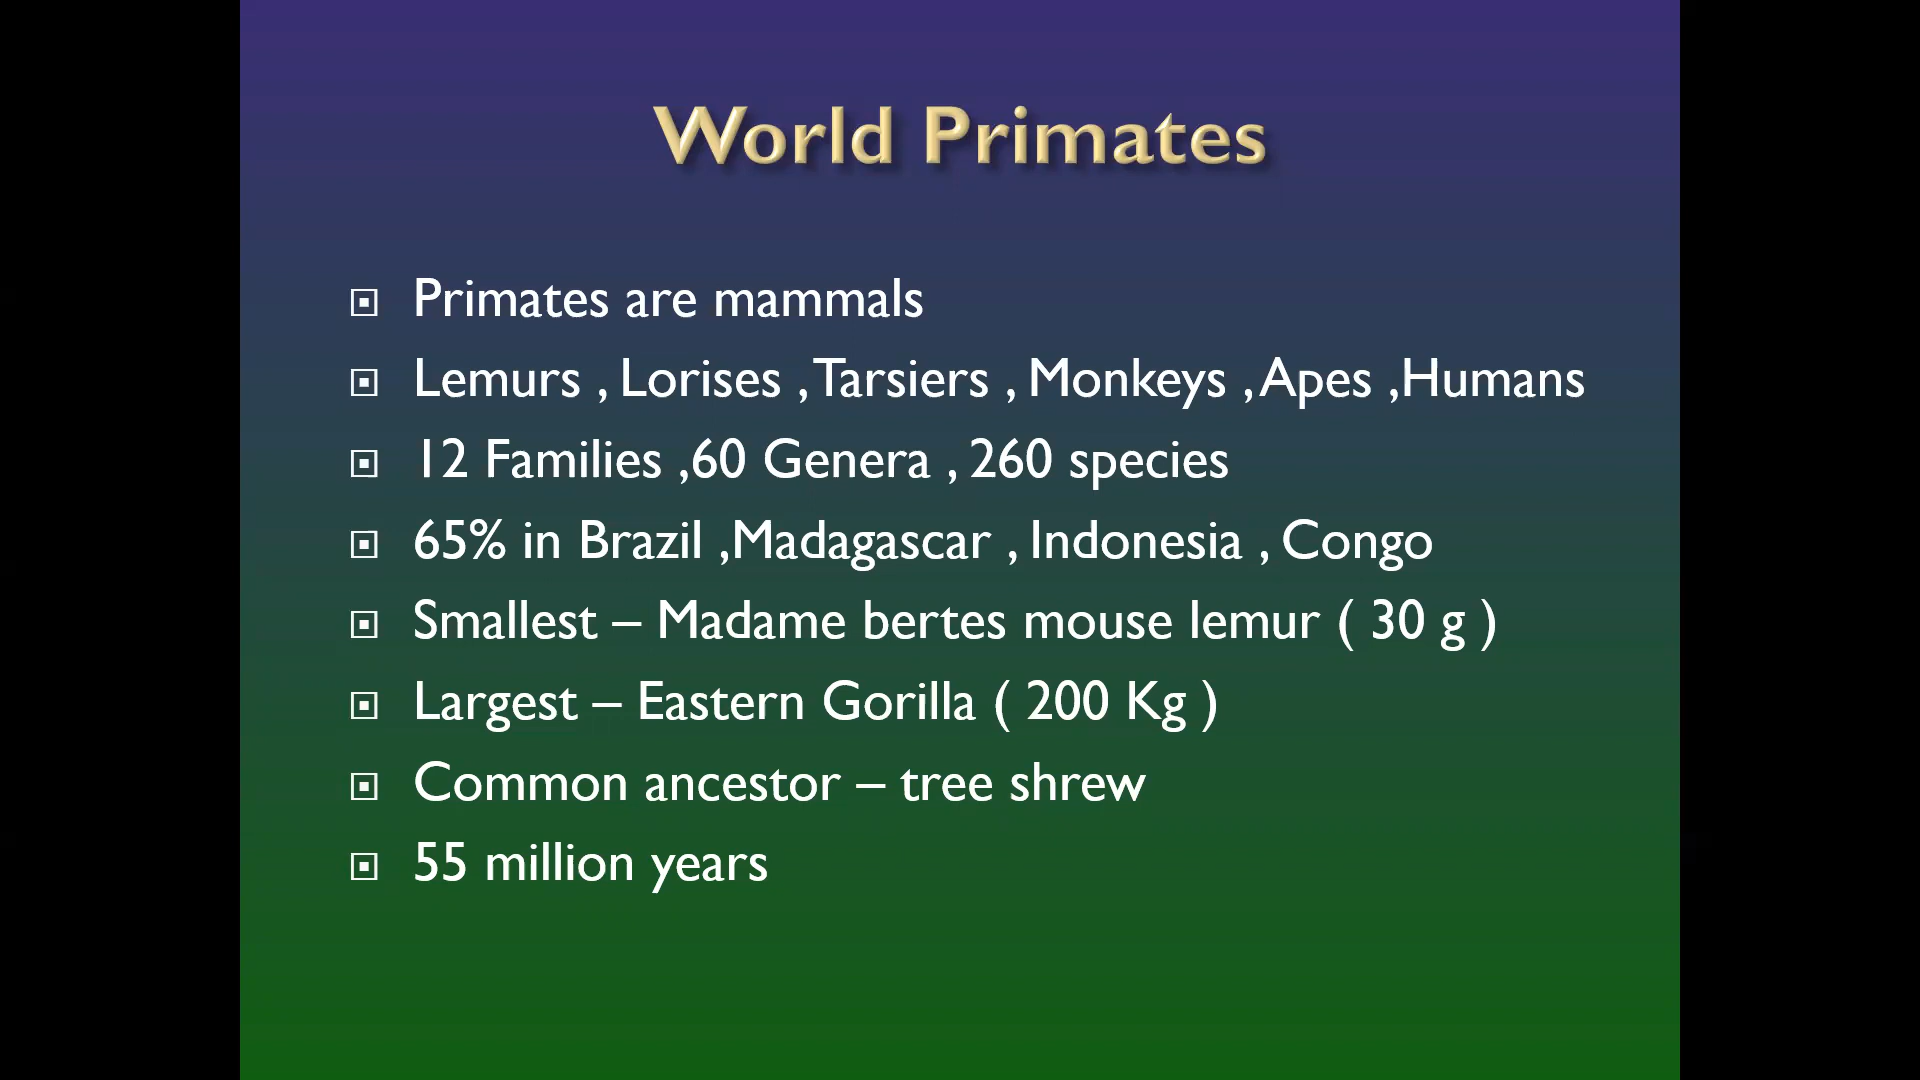 World Primates
Primates are mammals
Lemurs , Lorises , Tarsiers , Monkeys , Apes ,Humans
12 Families ,60 Genera , 260 species
65% in Brazil ,Madagascar , Indonesia , Congo
Smallest – Madame bertes mouse lemur ( 30 g )
Largest – Eastern Gorilla ( 200 Kg )
Common ancestor – tree shrew
55 million years